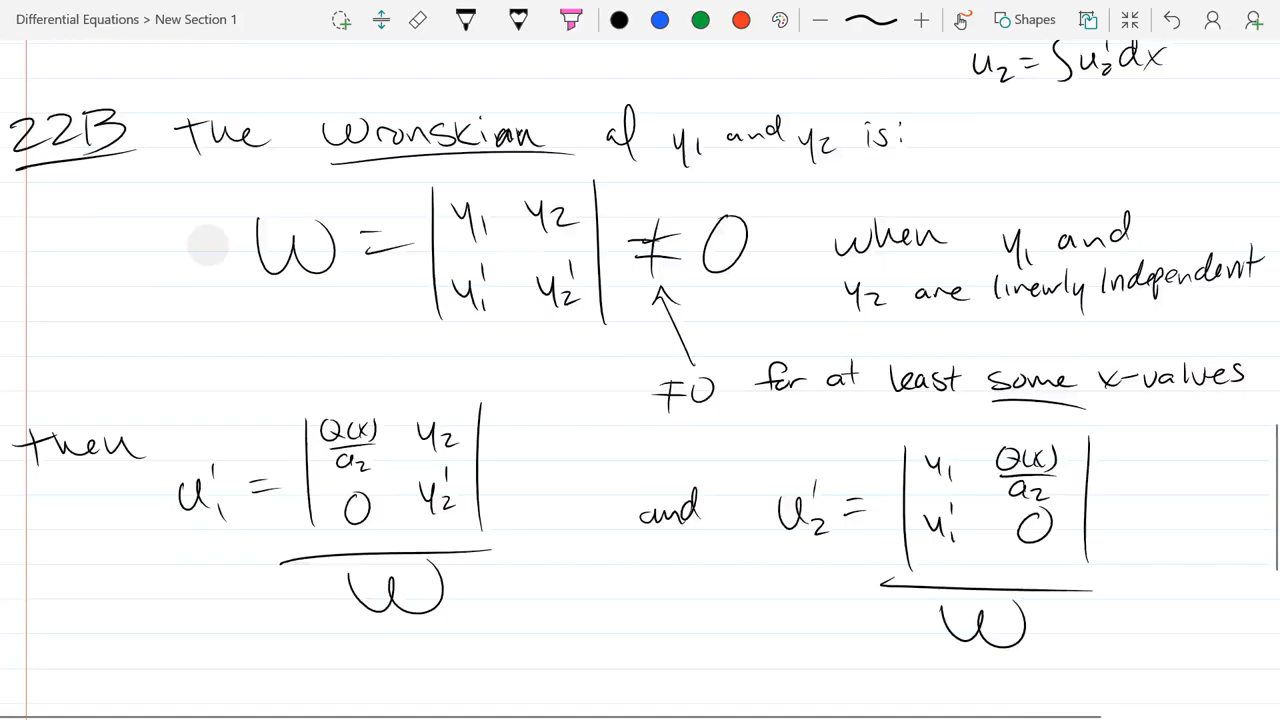 Differential Equations > New Section 1
Shapes
u₂ = ∫u₂'dx
22B the Wronskian of y₁ and y₂ is:
W = | y₁ y₂ | ≠ 0 when y₁ and
| y₁' y₂' | y₂ are linerly Independent
≠0 for at least some x-values
then u₁' = | Q(x)/a₂ y₂ |
| 0 y₂' |
W
and u₂' = | y₁ Q(x)/a₂ |
| y₁' 0 |
W